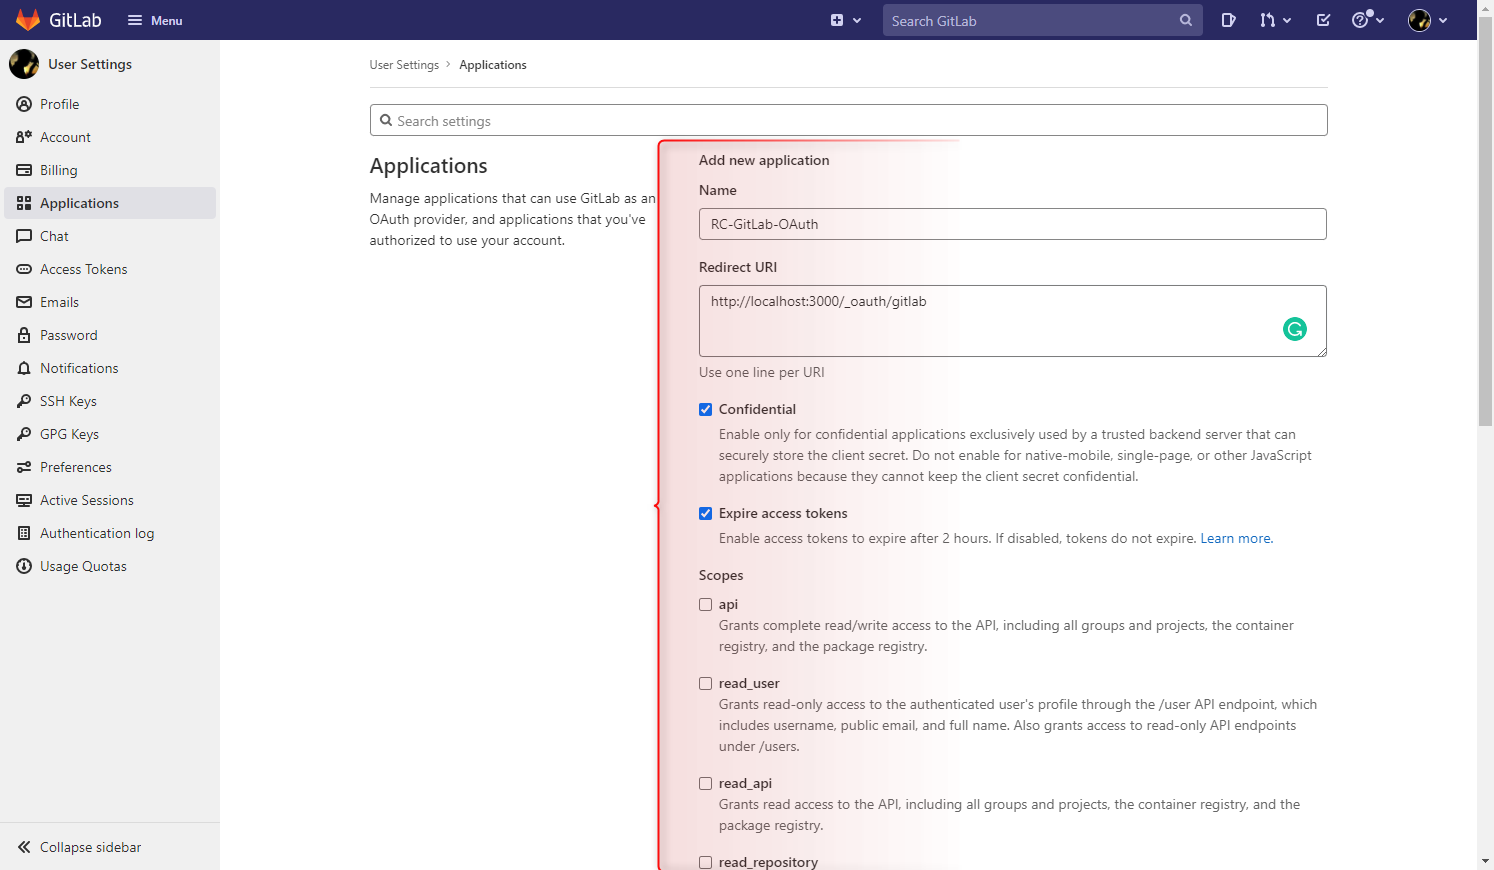 GitLab
Menu
Search GitLab
User Settings
Profile
Account
Billing
Applications
Chat
Access Tokens
Emails
Password
Notifications
SSH Keys
GPG Keys
Preferences
Active Sessions
Authentication log
Usage Quotas
Collapse sidebar
User Settings > Applications
Search settings
Applications
Manage applications that can use GitLab as an
OAuth provider, and applications that you've
authorized to use your account.
Add new application
Name
RC-GitLab-OAuth
Redirect URI
http://localhost:3000/_oauth/gitlab
Use one line per URI
Confidential
Enable only for confidential applications exclusively used by a trusted backend server that can
securely store the client secret. Do not enable for native-mobile, single-page, or other JavaScript
applications because they cannot keep the client secret confidential.
Expire access tokens
Enable access tokens to expire after 2 hours. If disabled, tokens do not expire. Learn more.
Scopes
api
Grants complete read/write access to the API, including all groups and projects, the container
registry, and the package registry.
read_user
Grants read-only access to the authenticated user's profile through the /user API endpoint, which
includes username, public email, and full name. Also grants access to read-only API endpoints
under /users.
read_api
Grants read access to the API, including all groups and projects, the container registry, and the
package registry.
read_repository